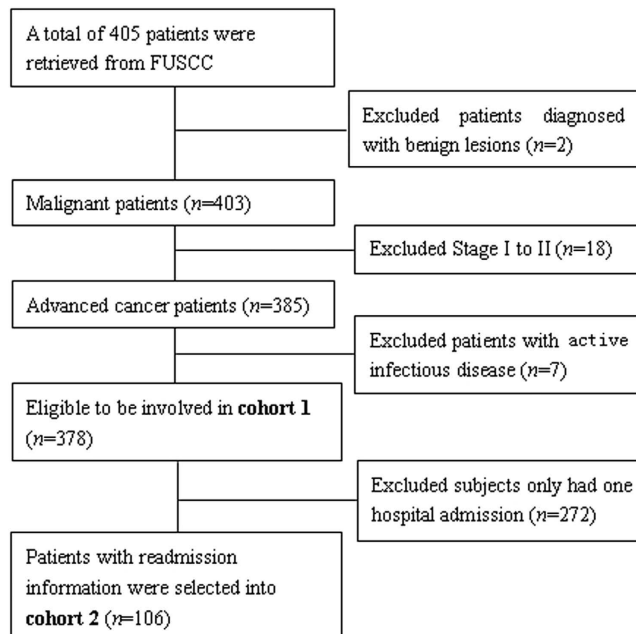 A total of 405 patients were
retrieved from FUSCC
Excluded patients diagnosed
with benign lesions (n=2)
Malignant patients (n=403)
Excluded Stage I to II (n=18)
Advanced cancer patients (n=385)
Excluded patients with active
infectious disease (n=7)
Eligible to be involved in cohort 1
(n=378)
Excluded subjects only had one
hospital admission (n=272)
Patients with readmission
information were selected into
cohort 2 (n=106)